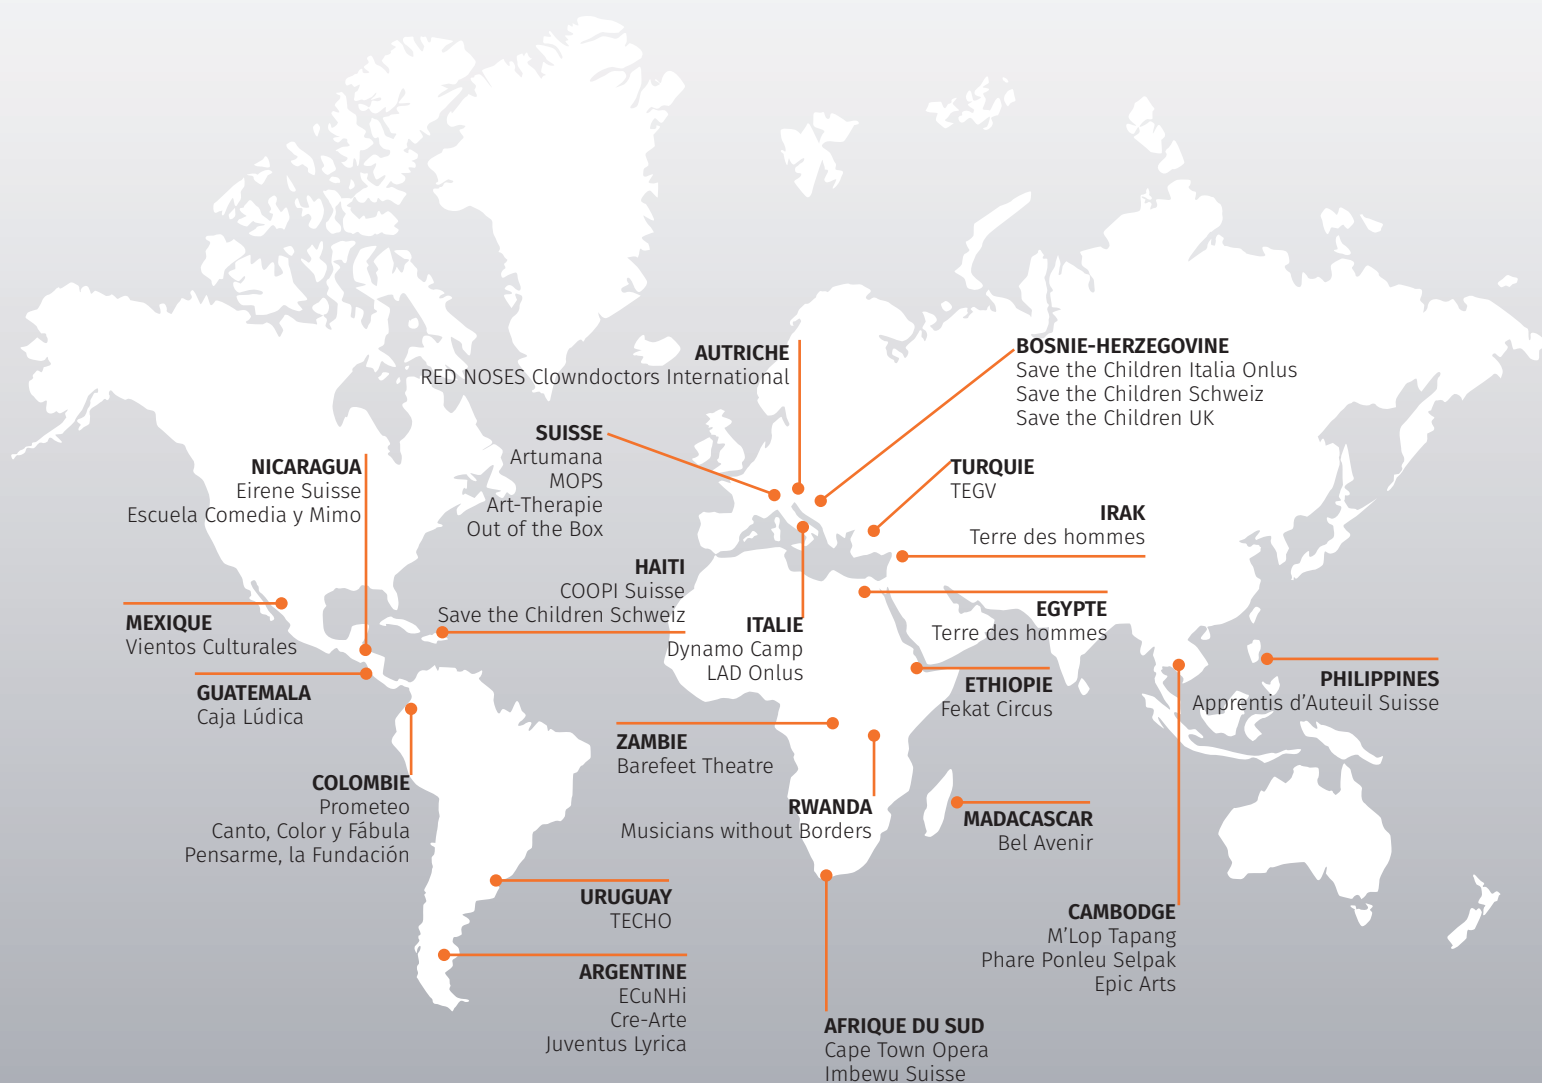 AUTRICHE
RED NOSES Clowndoctors International
BOSNIE-HERZEGOVINE
Save the Children Italia Onlus
Save the Children Schweiz
Save the Children UK
SUISSE
Artumana
MOPS
Art-Therapie
Out of the Box
NICARAGUA
Eirene Suisse
Escuela Comedia y Mimo
TURQUIE
TEGV
IRAK
Terre des hommes
HAITI
COOPI Suisse
Save the Children Schweiz
MEXIQUE
Vientos Culturales
ITALIE
Dynamo Camp
LAD Onlus
EGYPTE
Terre des hommes
GUATEMALA
Caja Lúdica
ETHIOPIE
Fekat Circus
PHILIPPINES
Apprentis d'Auteuil Suisse
ZAMBIE
Barefeet Theatre
COLOMBIE
Prometeo
Canto, Color y Fábula
Pensarme, la Fundación
RWANDA
Musicians without Borders
MADACASCAR
Bel Avenir
URUGUAY
TECHO
CAMBODGE
M'Lop Tapang
Phare Ponleu Selpak
Epic Arts
ARGENTINE
ECuNHi
Cre-Arte
Juventus Lyrica
AFRIQUE DU SUD
Cape Town Opera
Imbewu Suisse